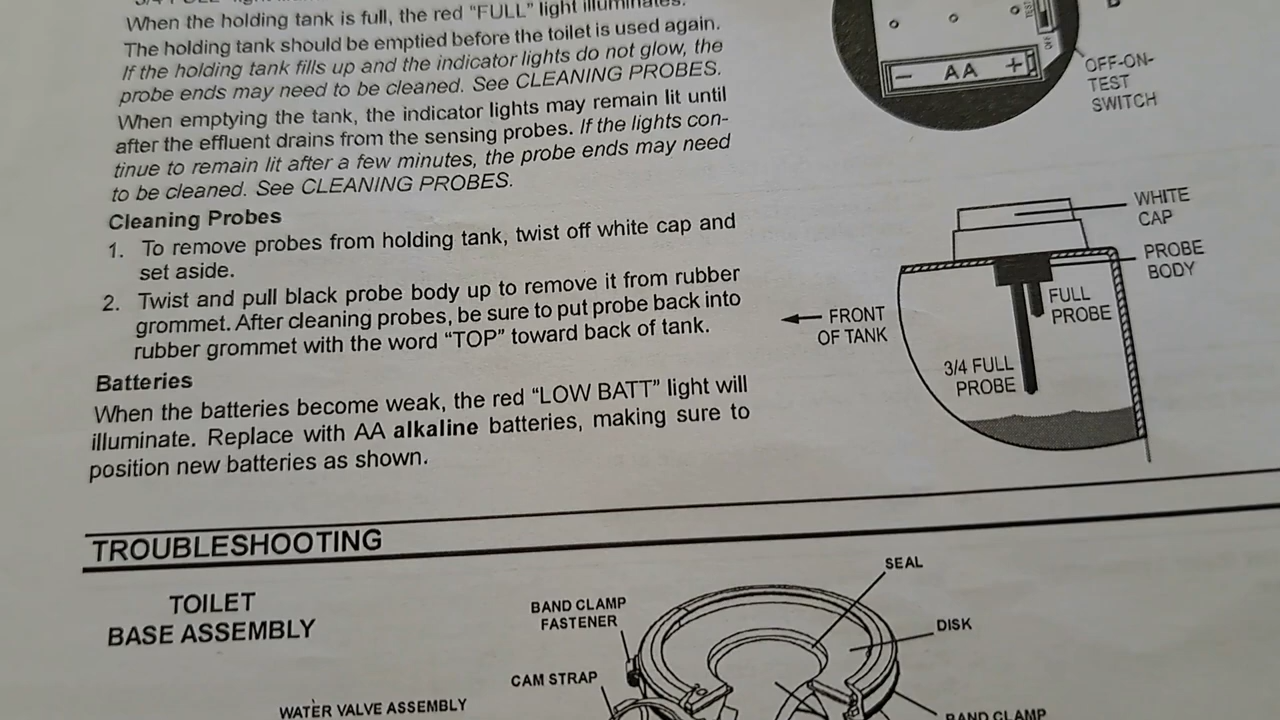 When the holding tank is full, the red “FULL” light illuminates.
The holding tank should be emptied before the toilet is used again.
If the holding tank fills up and the indicator lights do not glow, the
probe ends may need to be cleaned. See CLEANING PROBES.
When emptying the tank, the indicator lights may remain lit until
after the effluent drains from the sensing probes. If the lights con-
tinue to remain lit after a few minutes, the probe ends may need
to be cleaned. See CLEANING PROBES.
Cleaning Probes
1. To remove probes from holding tank, twist off white cap and
set aside.
2. Twist and pull black probe body up to remove it from rubber
grommet. After cleaning probes, be sure to put probe back into
rubber grommet with the word “TOP” toward back of tank.
Batteries
When the batteries become weak, the red “LOW BATT” light will
illuminate. Replace with AA alkaline batteries, making sure to
position new batteries as shown.
TEST
OFF
− AA +
OFF-ON-
TEST
SWITCH
WHITE
CAP
PROBE
BODY
FULL
PROBE
FRONT
OF TANK
3/4 FULL
PROBE
TROUBLESHOOTING
TOILET
BASE ASSEMBLY
SEAL
BAND CLAMP
FASTENER
DISK
CAM STRAP
WATER VALVE ASSEMBLY
BAND CLAMP